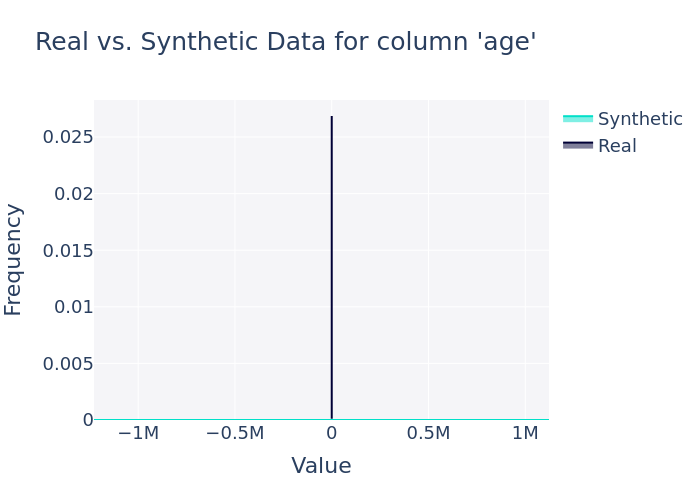 Real vs. Synthetic Data for column 'age'
Synthetic
Real
Frequency
0.025
0.02
0.015
0.01
0.005
0
−1M
−0.5M
0
0.5M
1M
Value